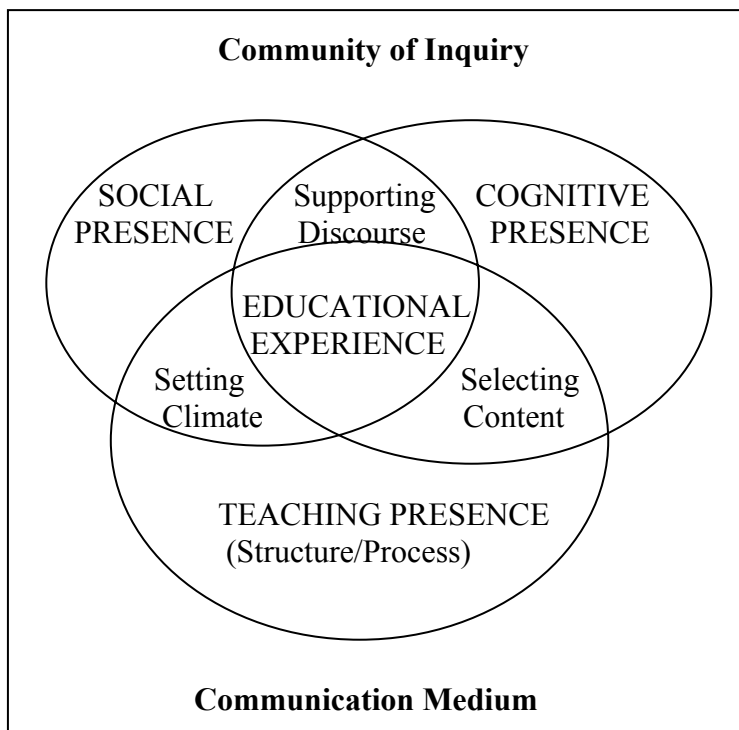 Community of Inquiry
SOCIAL
PRESENCE
Supporting
Discourse
COGNITIVE
PRESENCE
EDUCATIONAL
EXPERIENCE
Setting
Climate
Selecting
Content
TEACHING PRESENCE
(Structure/Process)
Communication Medium